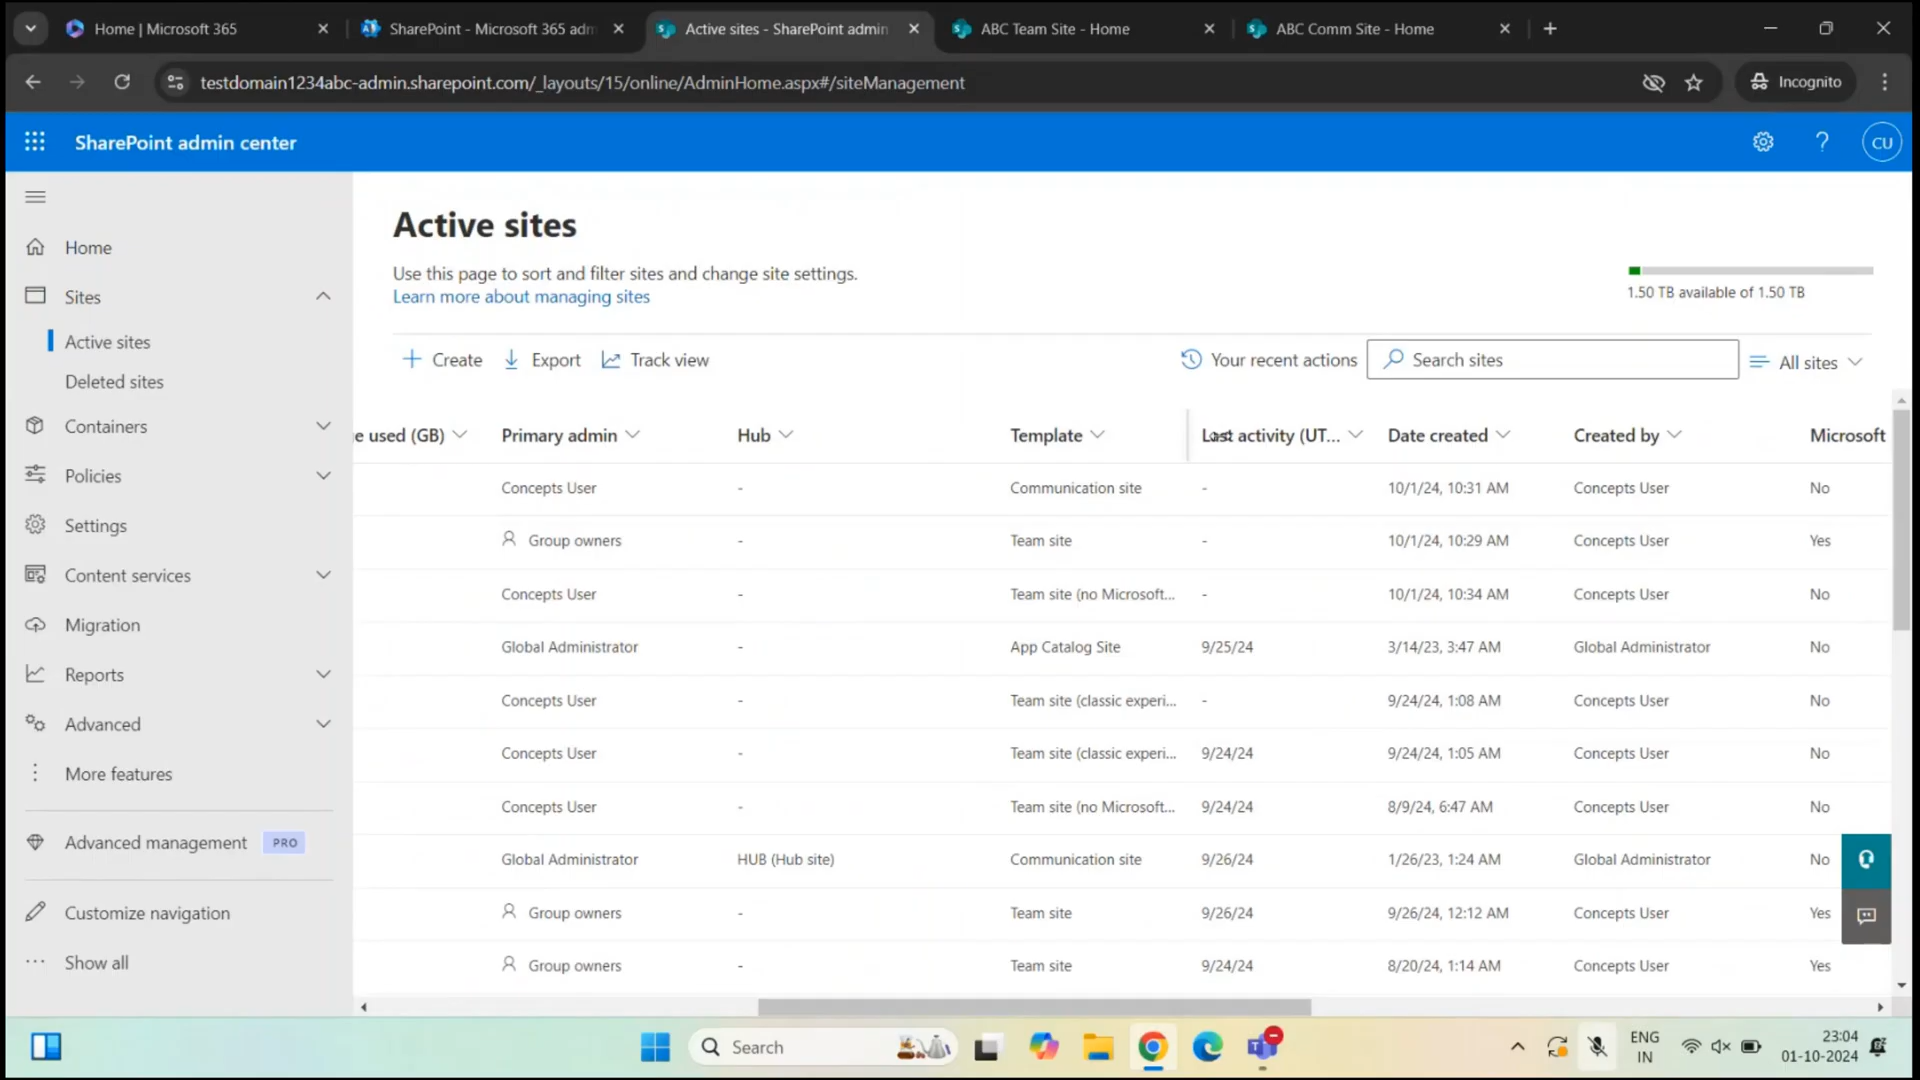 Home | Microsoft 365
SharePoint - Microsoft 365 adm
Active sites - SharePoint admin
ABC Team Site - Home
ABC Comm Site - Home
testdomain1234abc-admin.sharepoint.com/_layouts/15/online/AdminHome.aspx#/siteManagement
Incognito
SharePoint admin center
CU
Home
Sites
Active sites
Deleted sites
Containers
Policies
Settings
Content services
Migration
Reports
Advanced
More features
Advanced management PRO
Customize navigation
Show all
Active sites
Use this page to sort and filter sites and change site settings.
Learn more about managing sites
1.50 TB available of 1.50 TB
Create Export Track view Your recent actions Search sites All sites
e used (GB) Primary admin Hub Template Last activity (UT... Date created Created by Microsoft
Concepts User - Communication site - 10/1/24, 10:31 AM Concepts User No
Group owners - Team site - 10/1/24, 10:29 AM Concepts User Yes
Concepts User - Team site (no Microsoft... - 10/1/24, 10:34 AM Concepts User No
Global Administrator - App Catalog Site 9/25/24 3/14/23, 3:47 AM Global Administrator No
Concepts User - Team site (classic experi... - 9/24/24, 1:08 AM Concepts User No
Concepts User - Team site (classic experi... 9/24/24 9/24/24, 1:05 AM Concepts User No
Concepts User - Team site (no Microsoft... 9/24/24 8/9/24, 6:47 AM Concepts User No
Global Administrator HUB (Hub site) Communication site 9/26/24 1/26/23, 1:24 AM Global Administrator No
Group owners - Team site 9/26/24 9/26/24, 12:12 AM Concepts User Yes
Group owners - Team site 9/24/24 8/20/24, 1:14 AM Concepts User Yes
Search
ENG
IN
23:04
01-10-2024